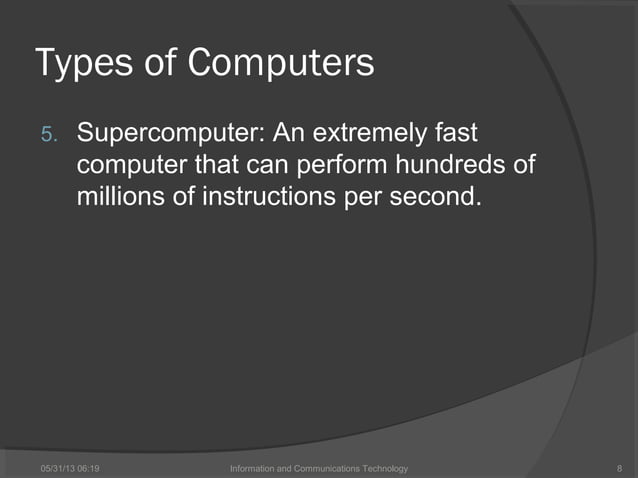 Types of Computers
5. Supercomputer: An extremely fast
computer that can perform hundreds of
millions of instructions per second.
05/31/13 06:19 Information and Communications Technology 8